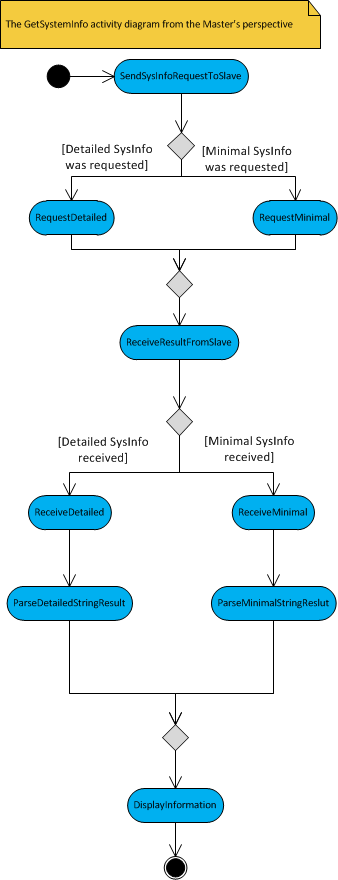 The GetSystemInfo activity diagram from the Master's perspective
SendSysInfoRequestToSlave
[Detailed SysInfo
was requested]
[Minimal SysInfo
was requested]
RequestDetailed
RequestMinimal
ReceiveResultFromSlave
[Detailed SysInfo
received]
[Minimal SysInfo
received]
ReceiveDetailed
ReceiveMinimal
ParseDetailedStringResult
ParseMinimalStringReslut
DisplayInformation